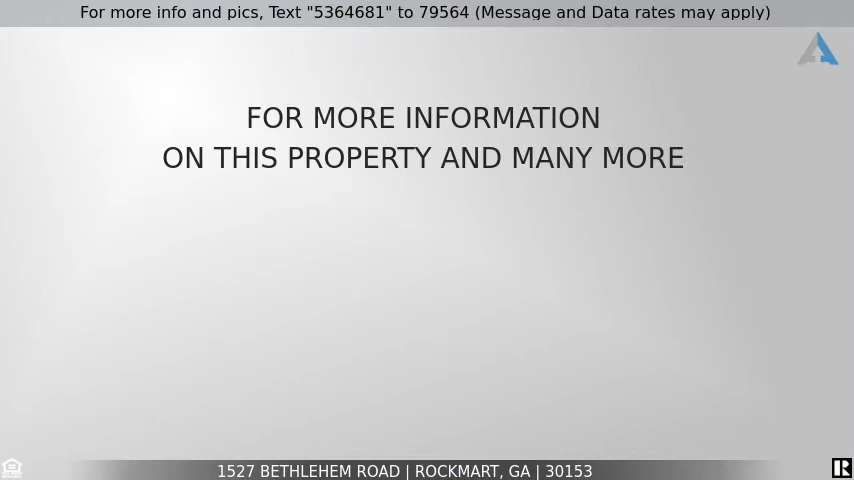 For more info and pics, Text "5364681" to 79564 (Message and Data rates may apply)
FOR MORE INFORMATION
ON THIS PROPERTY AND MANY MORE
1527 BETHLEHEM ROAD | ROCKMART, GA | 30153